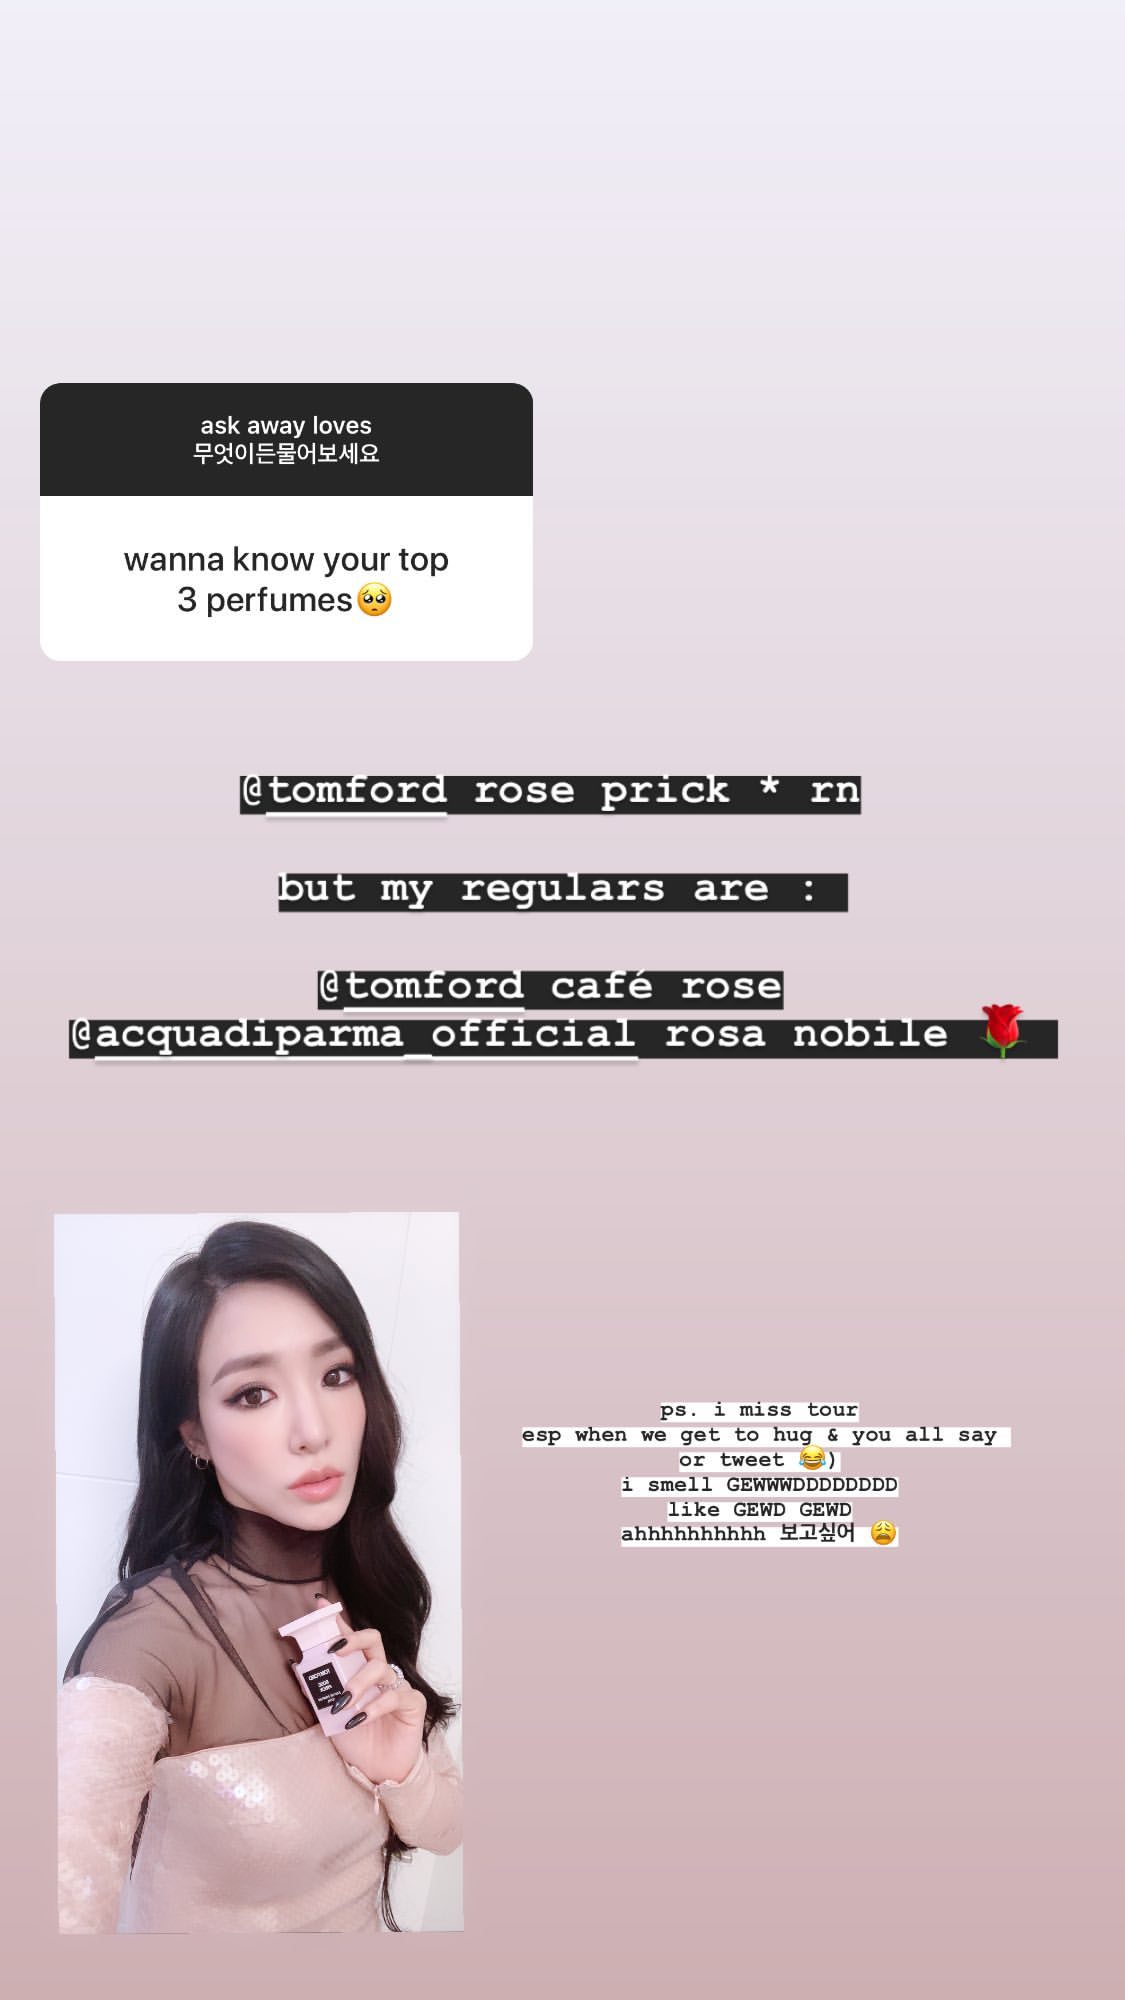 ask away loves
무엇이든물어보세요
wanna know your top
3 perfumes🥺
@tomford rose prick * rn
but my regulars are :
@tomford café rose
@acquadiparma_official rosa nobile 🌹
ps. i miss tour
esp when we get to hug & you all say
or tweet 😂)
i smell GEWWWDDDDDDDD
like GEWD GEWD
ahhhhhhhhhh 보고싶어 😩
TOM FORD
ROSE
PRICK